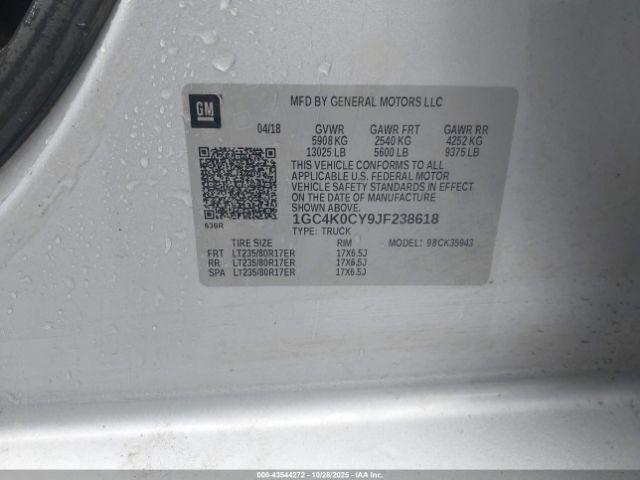 GM
MFD BY GENERAL MOTORS LLC
04/18 GVWR GAWR FRT GAWR RR
5908 KG 2540 KG 4252 KG
13025 LB 5600 LB 9375 LB
THIS VEHICLE CONFORMS TO ALL
APPLICABLE U.S. FEDERAL MOTOR
VEHICLE SAFETY STANDARDS IN EFFECT
ON THE DATE OF MANUFACTURE
SHOWN ABOVE.
1GC4K0CY9JF238618
636R TYPE: TRUCK
TIRE SIZE RIM MODEL: 98CK35943
FRT LT235/80R17ER 17X6.5J
RR LT235/80R17ER 17X6.5J
SPA LT235/80R17ER 17X6.5J
000-43544272 • 10/28/2025 • IAA Inc.